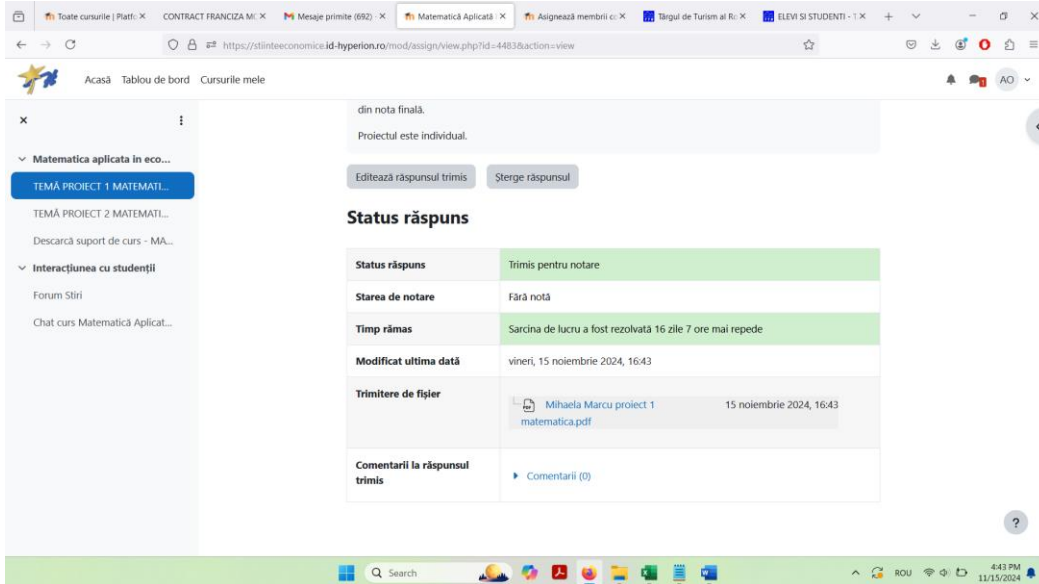 Toate cursurile | Platfc
CONTRACT FRANCIZA MC
Mesaje primite (692) -
Matematică Aplicată
Asignează membrii cc
Târgul de Turism al Ro
ELEVI SI STUDENTI - 1
https://stiinteeconomice.id-hyperion.ro/mod/assign/view.php?id=4483&action=view
Acasă Tablou de bord Cursurile mele
AO
Matematica aplicata in eco...
TEMĂ PROIECT 1 MATEMATI...
TEMĂ PROIECT 2 MATEMATI...
Descarcă suport de curs - MA...
Interacțiunea cu studenții
Forum Stiri
Chat curs Matematică Aplicat...
din nota finală.
Proiectul este individual.
Editează răspunsul trimis
Șterge răspunsul
Status răspuns
Status răspuns Trimis pentru notare
Starea de notare Fără notă
Timp rămas Sarcina de lucru a fost rezolvată 16 zile 7 ore mai repede
Modificat ultima dată vineri, 15 noiembrie 2024, 16:43
Trimitere de fișier
Mihaela Marcu proiect 1 15 noiembrie 2024, 16:43
matematica.pdf
Comentarii la răspunsul
trimis
Comentarii (0)
?
Search
ROU
4:43 PM
11/15/2024